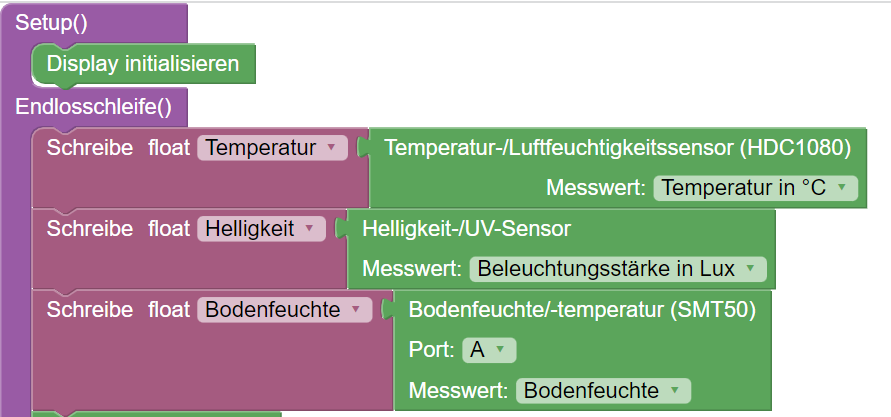 Setup()
Display initialisieren
Endlosschleife()
Schreibe float Temperatur Temperatur-/Luftfeuchtigkeitssensor (HDC1080)
Messwert: Temperatur in °C
Schreibe float Helligkeit Helligkeit-/UV-Sensor
Messwert: Beleuchtungsstärke in Lux
Schreibe float Bodenfeuchte Bodenfeuchte/-temperatur (SMT50)
Port: A
Messwert: Bodenfeuchte